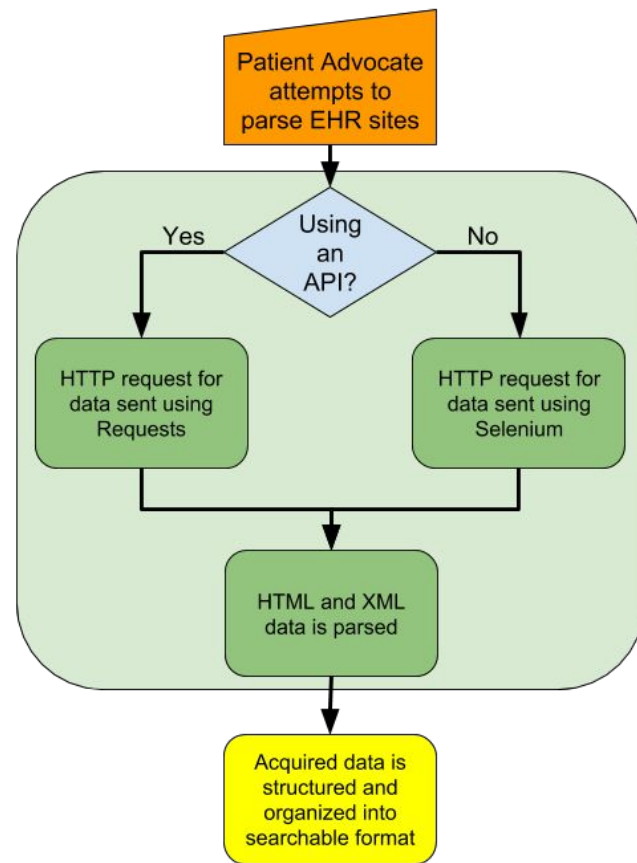 Patient Advocate
attempts to
parse EHR sites
Using
an
API?
Yes
No
HTTP request for
data sent using
Requests
HTTP request for
data sent using
Selenium
HTML and XML
data is parsed
Acquired data is
structured and
organized into
searchable format